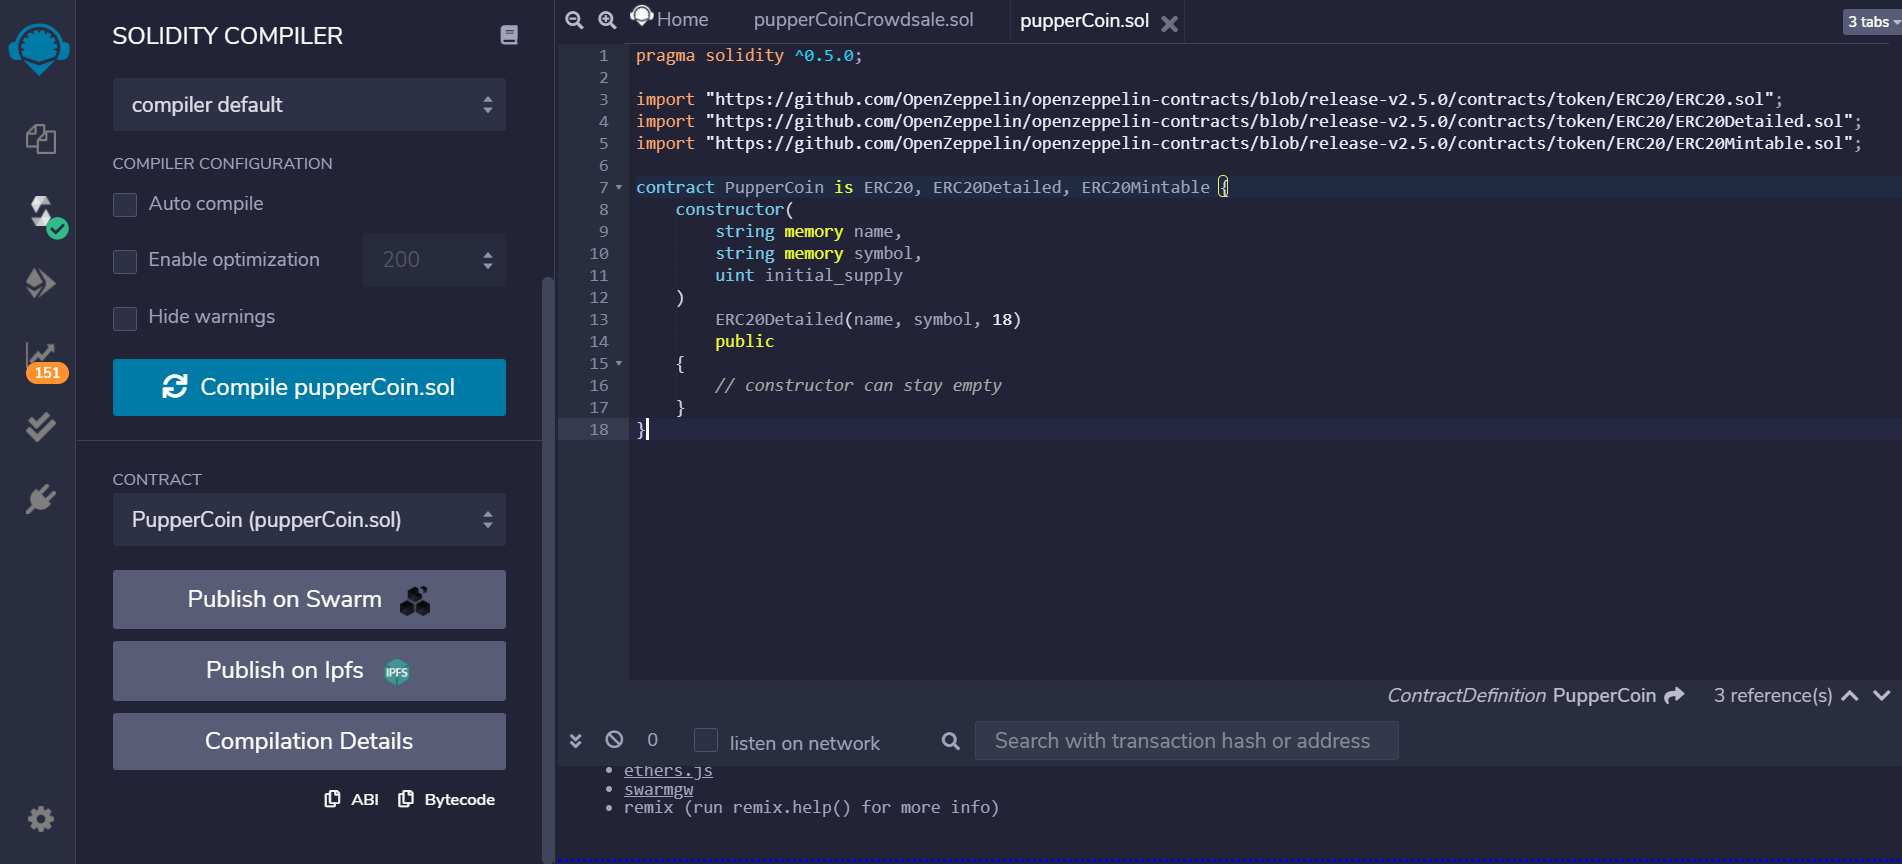 SOLIDITY COMPILER
compiler default
COMPILER CONFIGURATION
Auto compile
Enable optimization
200
Hide warnings
Compile pupperCoin.sol
151
CONTRACT
PupperCoin (pupperCoin.sol)
Publish on Swarm
Publish on Ipfs
IPFS
Compilation Details
ABI
Bytecode
Home
pupperCoinCrowdsale.sol
pupperCoin.sol
3 tabs
1 pragma solidity ^0.5.0;
2
3 import "https://github.com/OpenZeppelin/openzeppelin-contracts/blob/release-v2.5.0/contracts/token/ERC20/ERC20.sol";
4 import "https://github.com/OpenZeppelin/openzeppelin-contracts/blob/release-v2.5.0/contracts/token/ERC20/ERC20Detailed.sol";
5 import "https://github.com/OpenZeppelin/openzeppelin-contracts/blob/release-v2.5.0/contracts/token/ERC20/ERC20Mintable.sol";
6
7 contract PupperCoin is ERC20, ERC20Detailed, ERC20Mintable {
8     constructor(
9         string memory name,
10         string memory symbol,
11         uint initial_supply
12     )
13         ERC20Detailed(name, symbol, 18)
14         public
15     {
16         // constructor can stay empty
17     }
18 }
ContractDefinition PupperCoin
3 reference(s)
0
listen on network
Search with transaction hash or address
• ethers.js
• swarmgw
• remix (run remix.help() for more info)